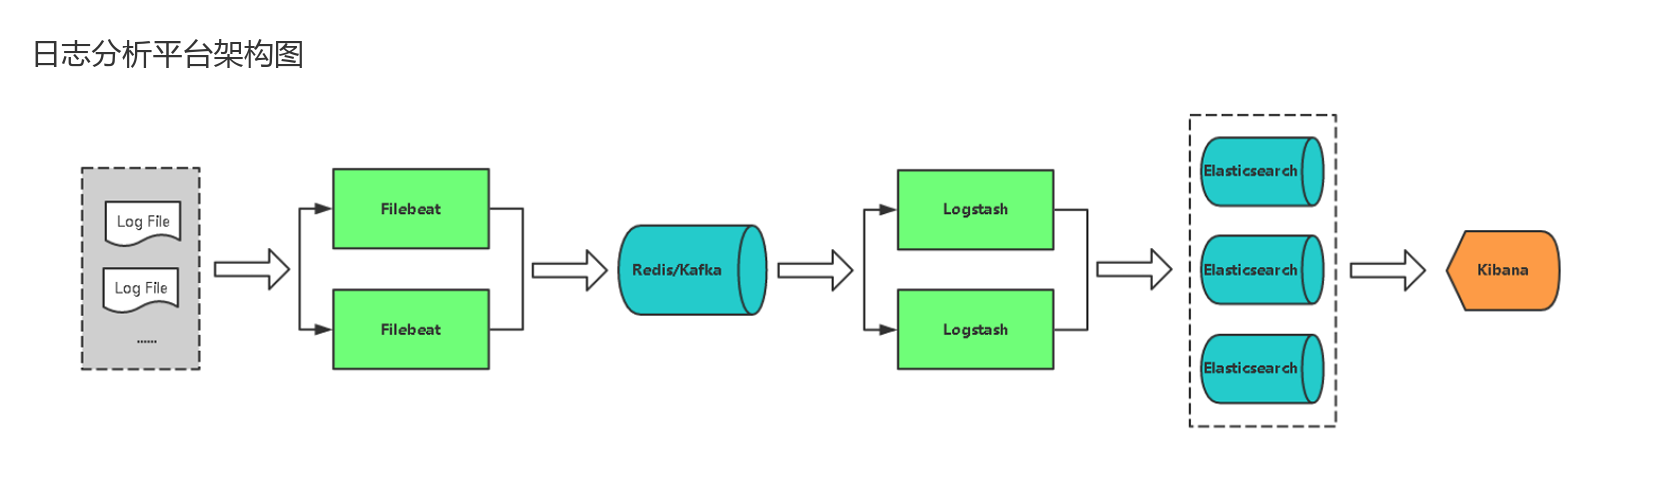 日志分析平台架构图
Log File
Log File
......
Filebeat
Filebeat
Redis/Kafka
Logstash
Logstash
Elasticsearch
Elasticsearch
Elasticsearch
Kibana